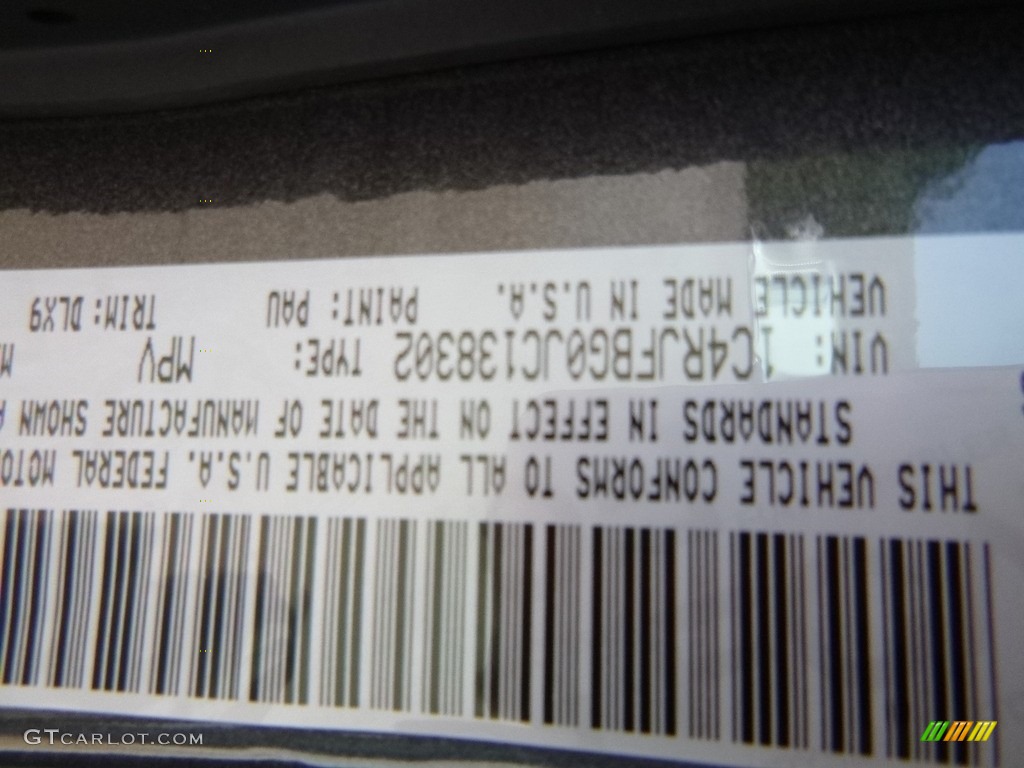 THIS VEHICLE CONFORMS TO ALL APPLICABLE U.S.A. FEDERAL MOTO
STANDARDS IN EFFECT ON THE DATE OF MANUFACTURE SHOWN A
VIN: 1C4RJFBG0JC138302 TYPE: MPV
VEHICLE MADE IN U.S.A. PAINT: PAU TRIM: DLX9
GTCARLOT.COM